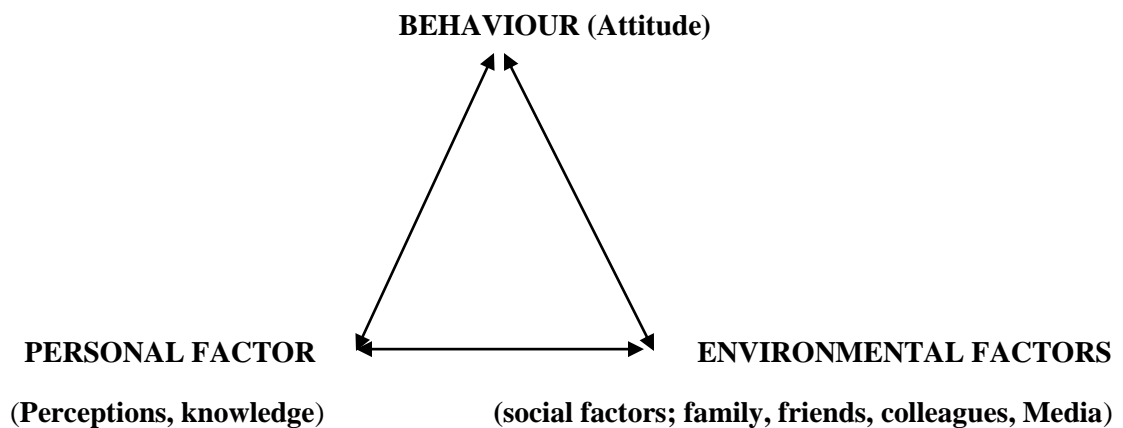 BEHAVIOUR (Attitude)
PERSONAL FACTOR ENVIRONMENTAL FACTORS
(Perceptions, knowledge) (social factors; family, friends, colleagues, Media)